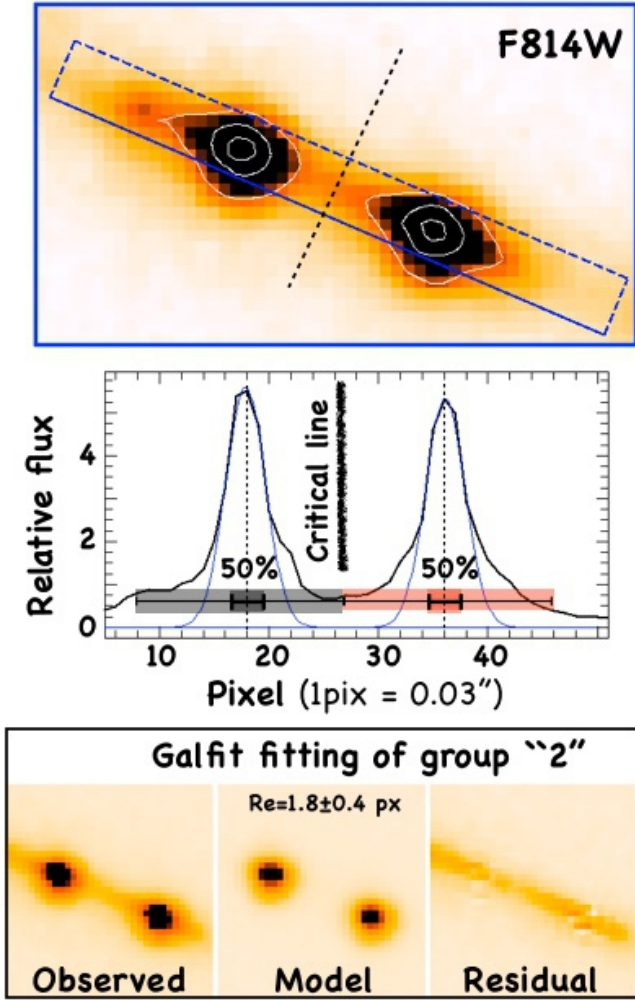 F814W
Relative flux
4
2
0
Critical line
50% 50%
10 20 30 40
Pixel (1pix = 0.03″)
Galfit fitting of group ``2″
Re=1.8±0.4 px
Observed Model Residual